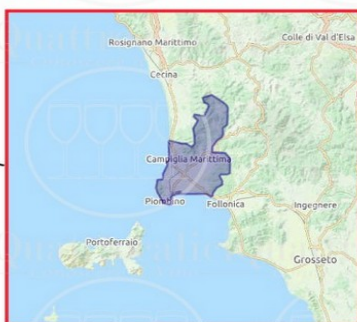 Colle di Val d'Elsa
Rosignano Marittimo
Cecina
Campiglia Marittima
Piombino
Follonica
Portoferraio
Ingegnere
Grosseto